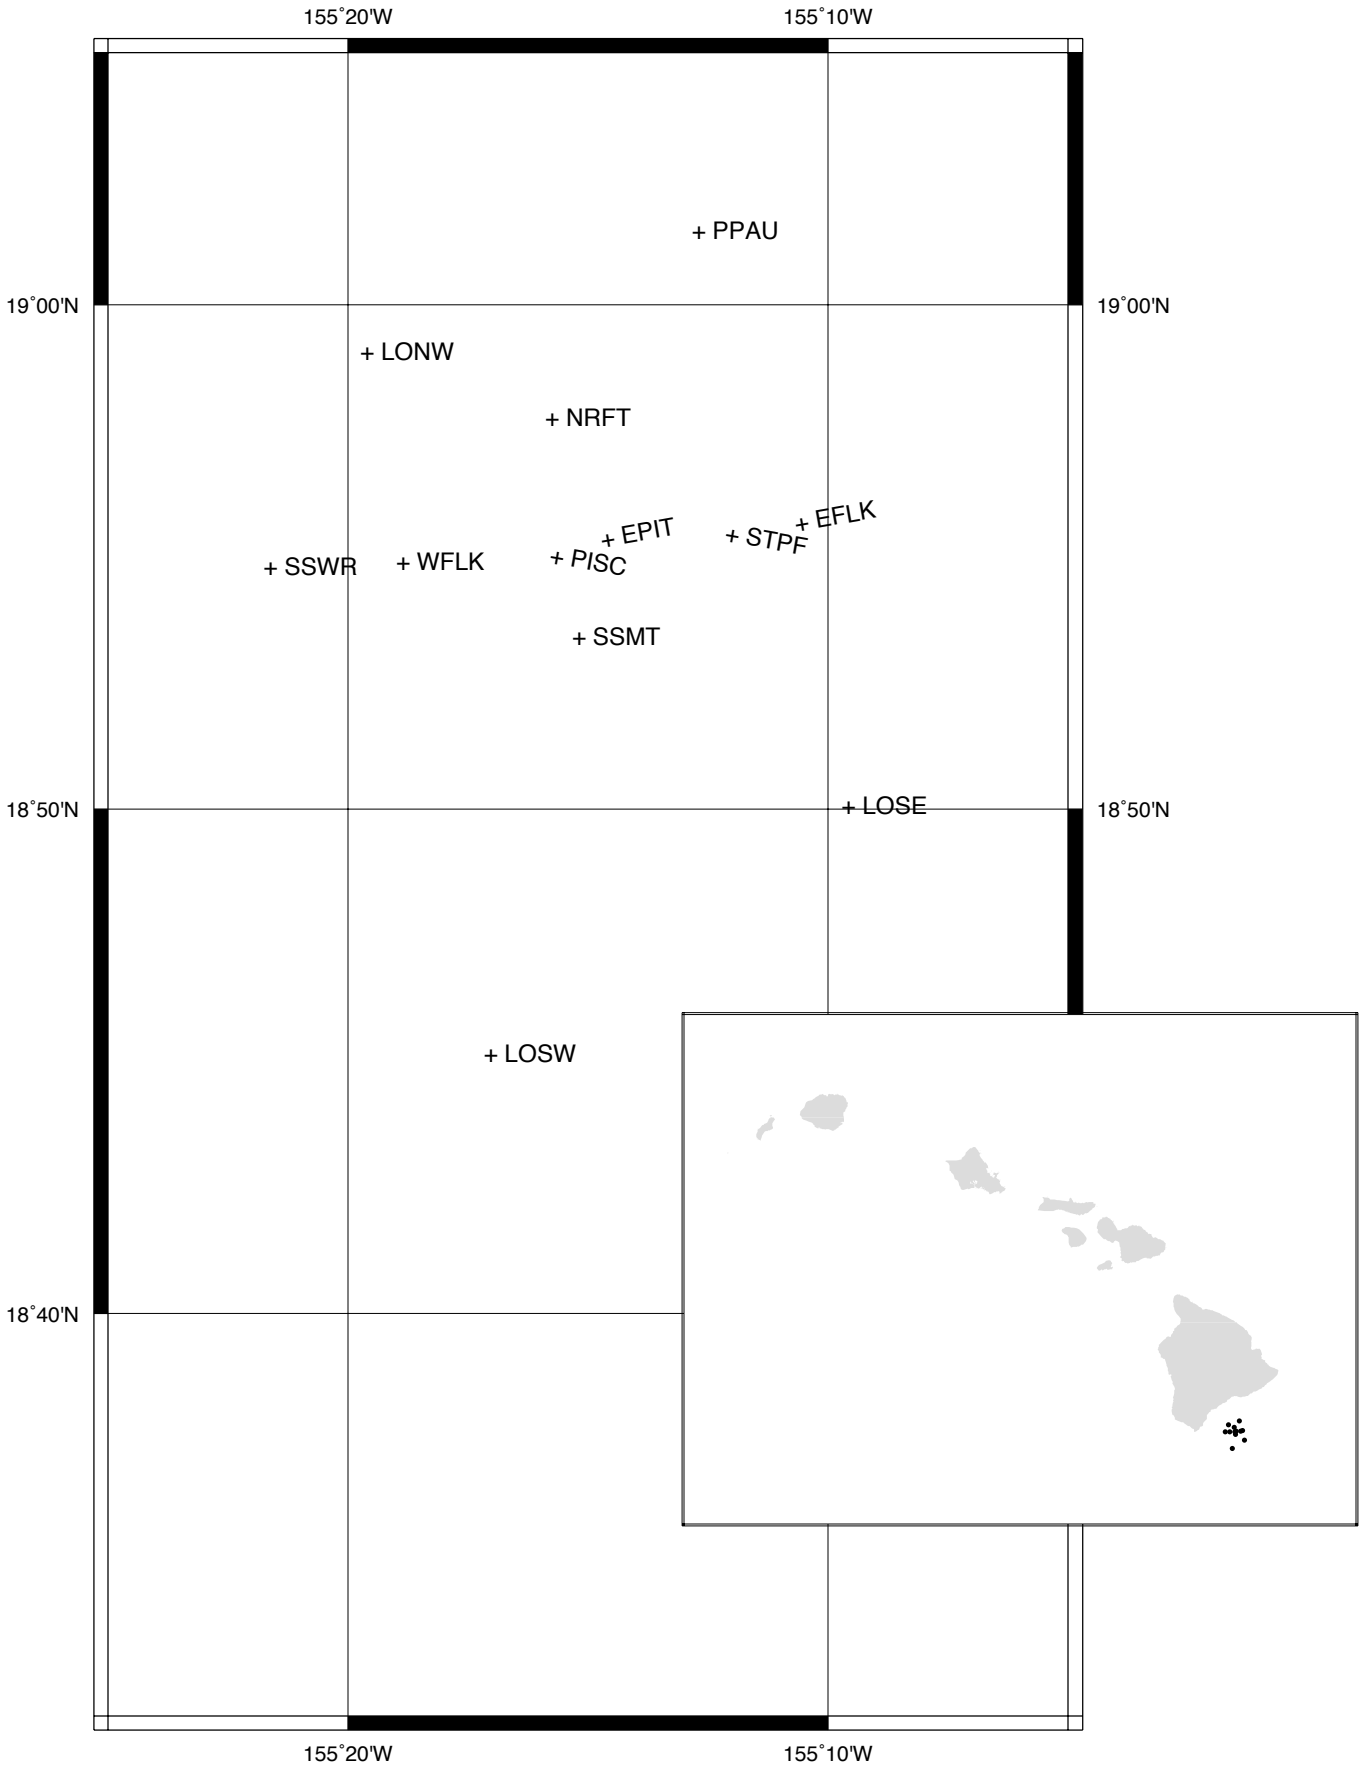 155˚20'W 155˚10'W
+ PPAU
19˚00'N 19˚00'N
+ LONW
+ NRFT
+ EFLK
+ EPIT
+ STPF
+ PISC
+ WFLK
+ SSWR
+ SSMT
+ LOSE
18˚50'N 18˚50'N
+ LOSW
18˚40'N
155˚20'W 155˚10'W